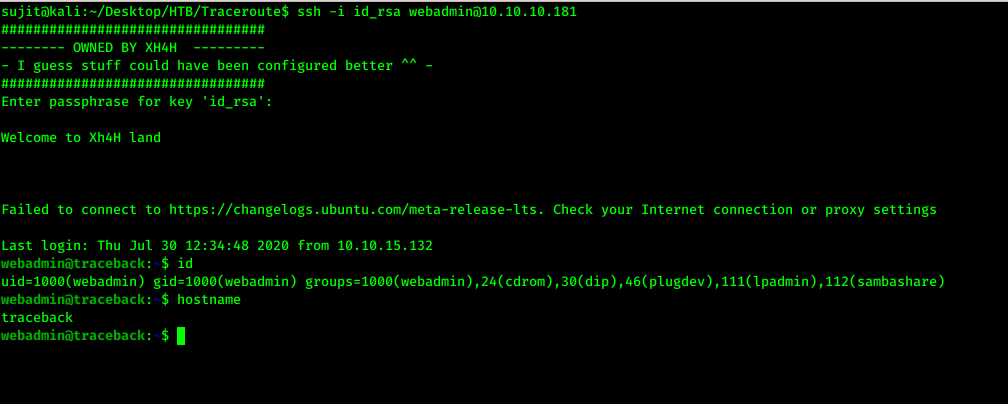 sujit@kali:~/Desktop/HTB/Traceroute$ ssh -i id_rsa webadmin@10.10.10.181
#################################
-------- OWNED BY XH4H  ---------
- I guess stuff could have been configured better ^^ -
#################################
Enter passphrase for key 'id_rsa':
Welcome to Xh4H land
Failed to connect to https://changelogs.ubuntu.com/meta-release-lts. Check your Internet connection or proxy settings
Last login: Thu Jul 30 12:34:48 2020 from 10.10.15.132
webadmin@traceback:~$ id
uid=1000(webadmin) gid=1000(webadmin) groups=1000(webadmin),24(cdrom),30(dip),46(plugdev),111(lpadmin),112(sambashare)
webadmin@traceback:~$ hostname
traceback
webadmin@traceback:~$